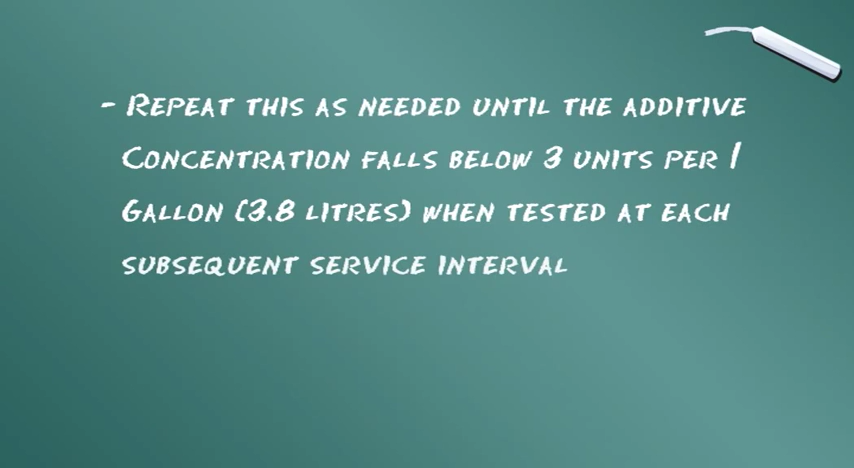 - Repeat this as needed until the additive
Concentration falls below 3 units per 1
Gallon (3.8 litres) when tested at each
subsequent service interval